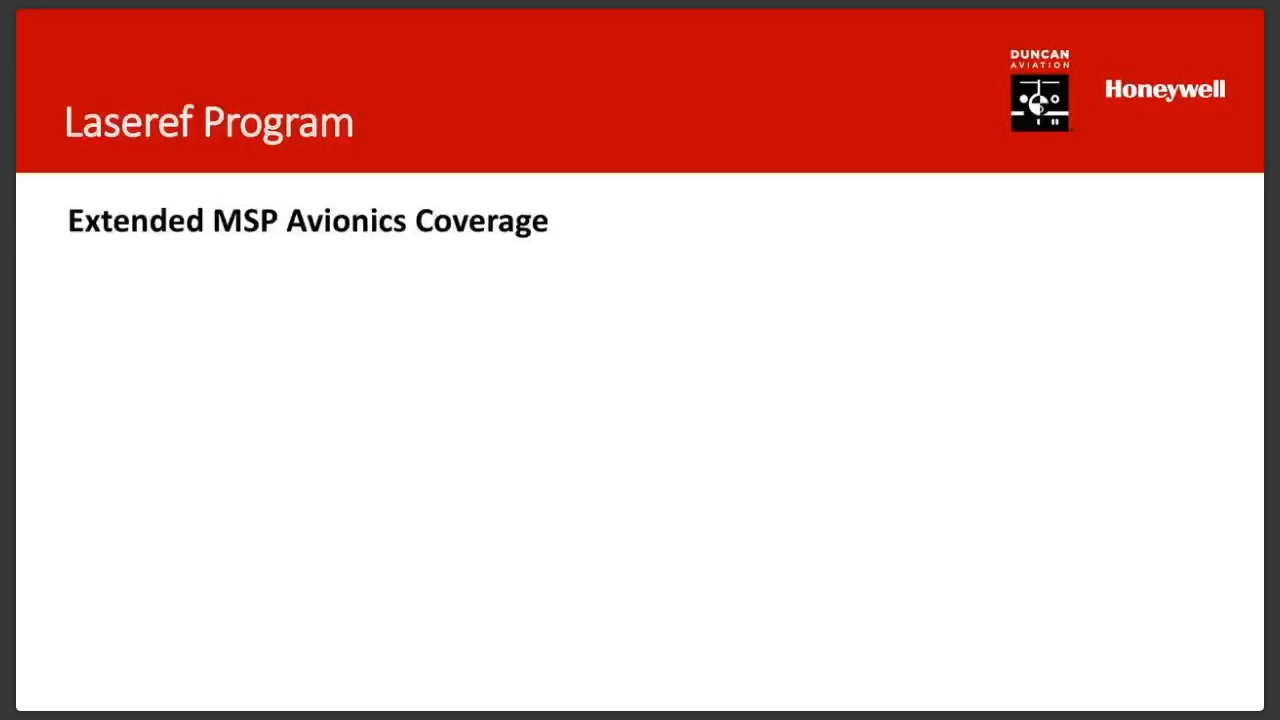 DUNCAN
AVIATION
Honeywell
Laseref Program
Extended MSP Avionics Coverage